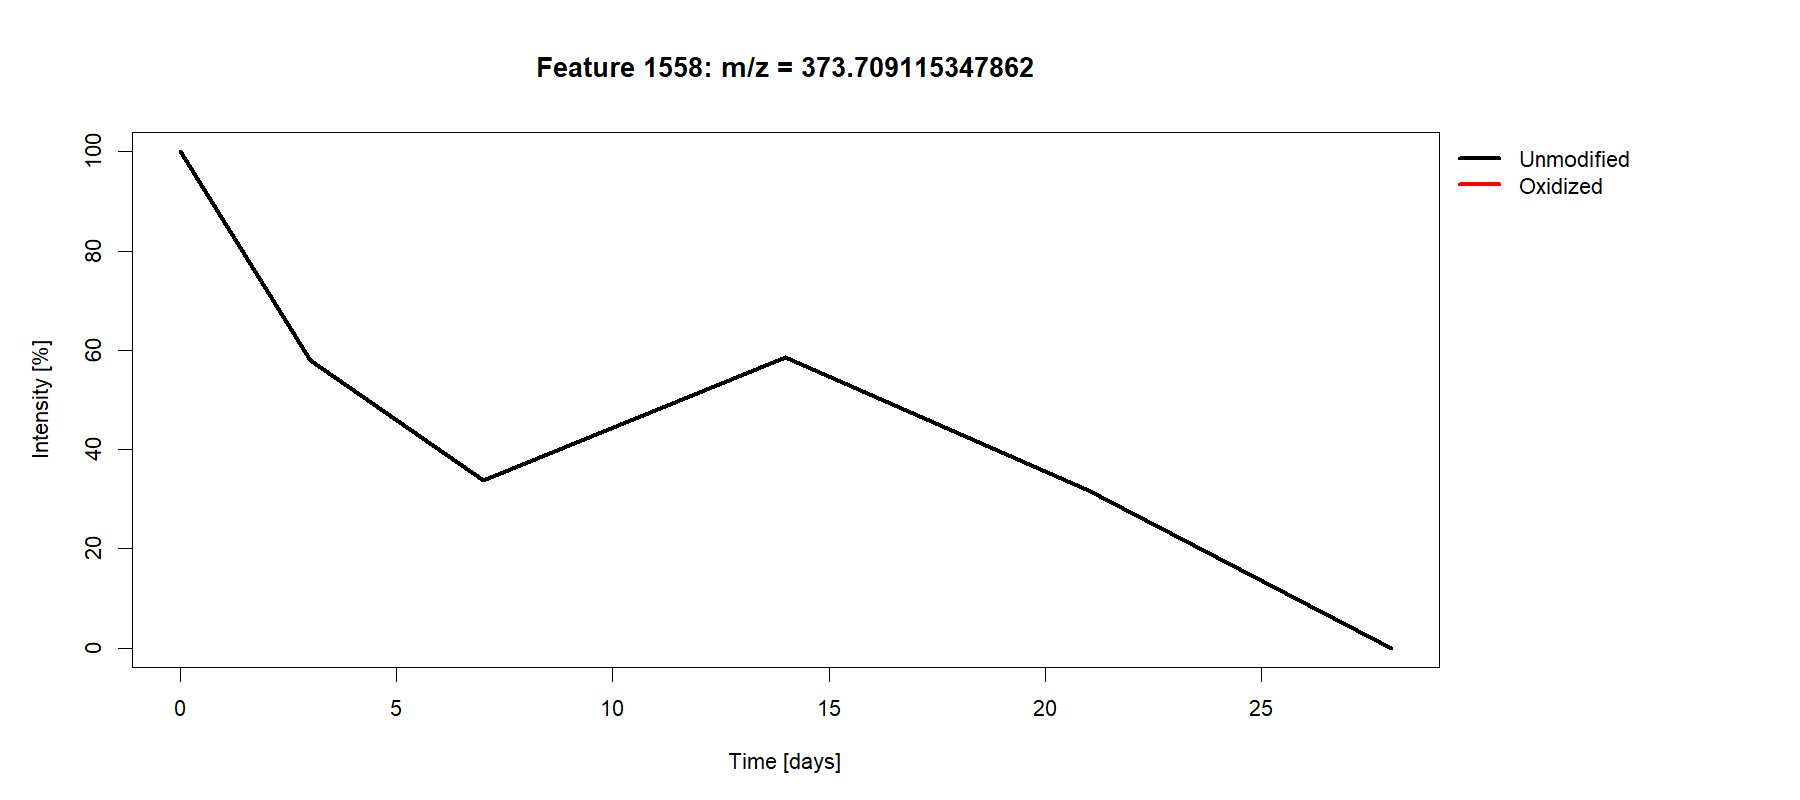 Feature 1558: m/z = 373.709115347862
Unmodified
Oxidized
Intensity [%]
100
80
60
40
20
0
0 5 10 15 20 25
Time [days]